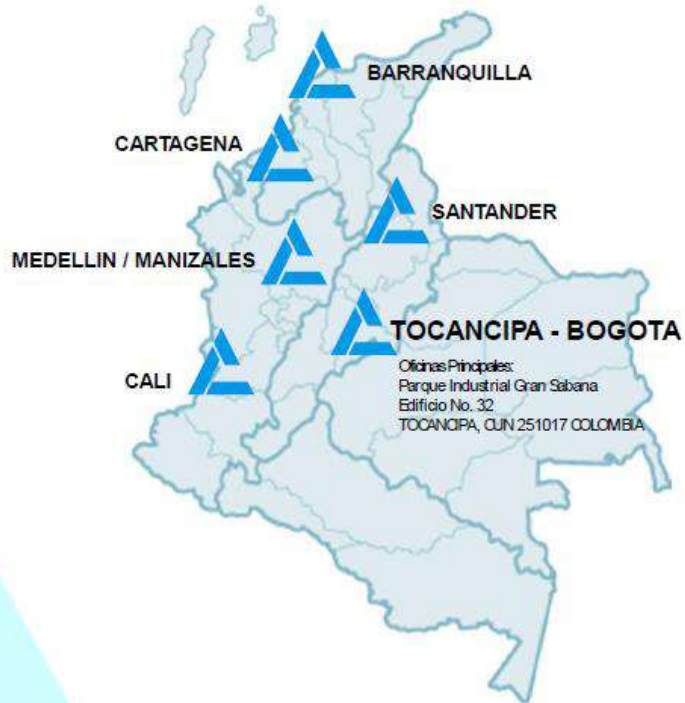 BARRANQUILLA
CARTAGENA
SANTANDER
MEDELLIN / MANIZALES
TOCANCIPA - BOGOTA
Oficinas Principales:
Parque Industrial Gran Sabana
Edificio No. 32
TOCANCIPA, CUN 251017 COLOMBIA
CALI